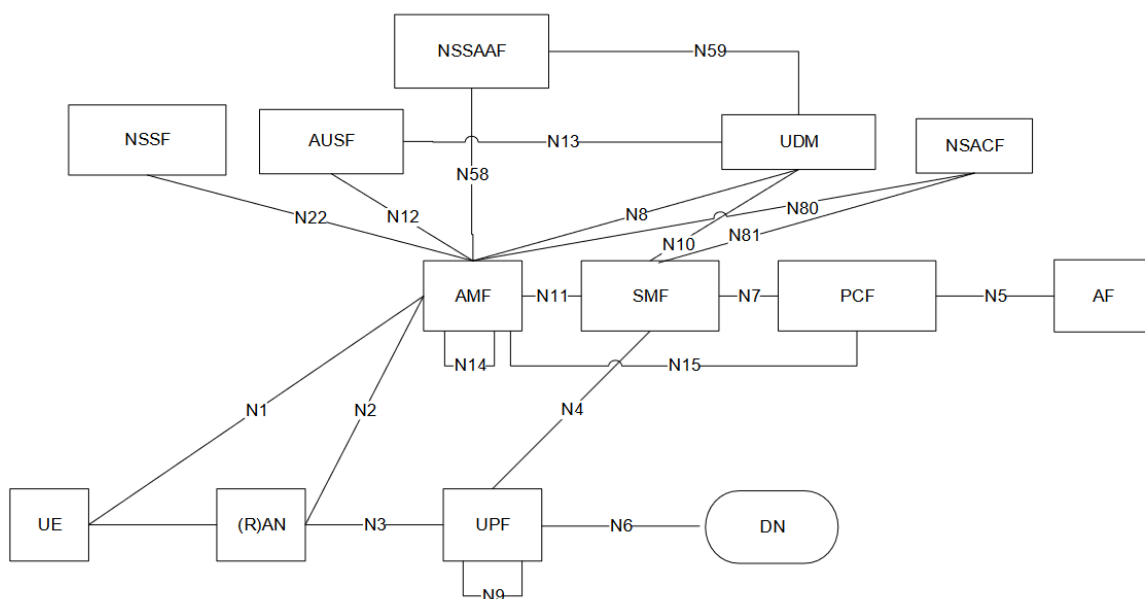 NSSAAF
N59
NSSF
AUSF
N13
UDM
NSACF
N58
N22
N12
N8
N80
N10
N81
AMF
N11
SMF
N7
PCF
N5
AF
N14
N15
N1
N2
N4
UE
(R)AN
N3
UPF
N6
DN
N9